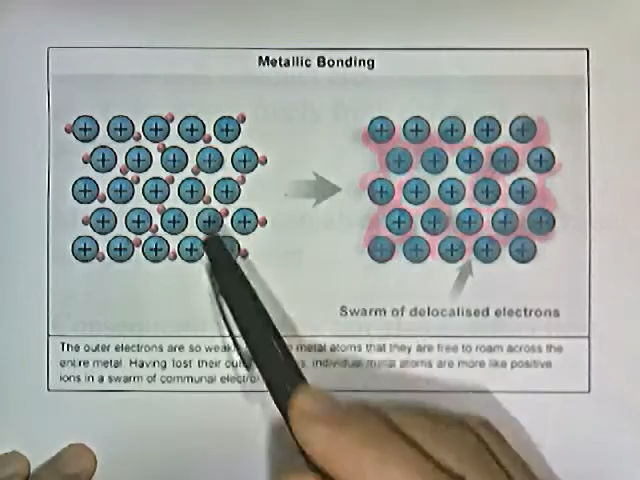 Metallic Bonding
Swarm of delocalised electrons
The outer electrons are so metal atoms that they are free to roam across the
entire metal. Having lost their individual metal atoms are more like positive
ions in a swarm of communal